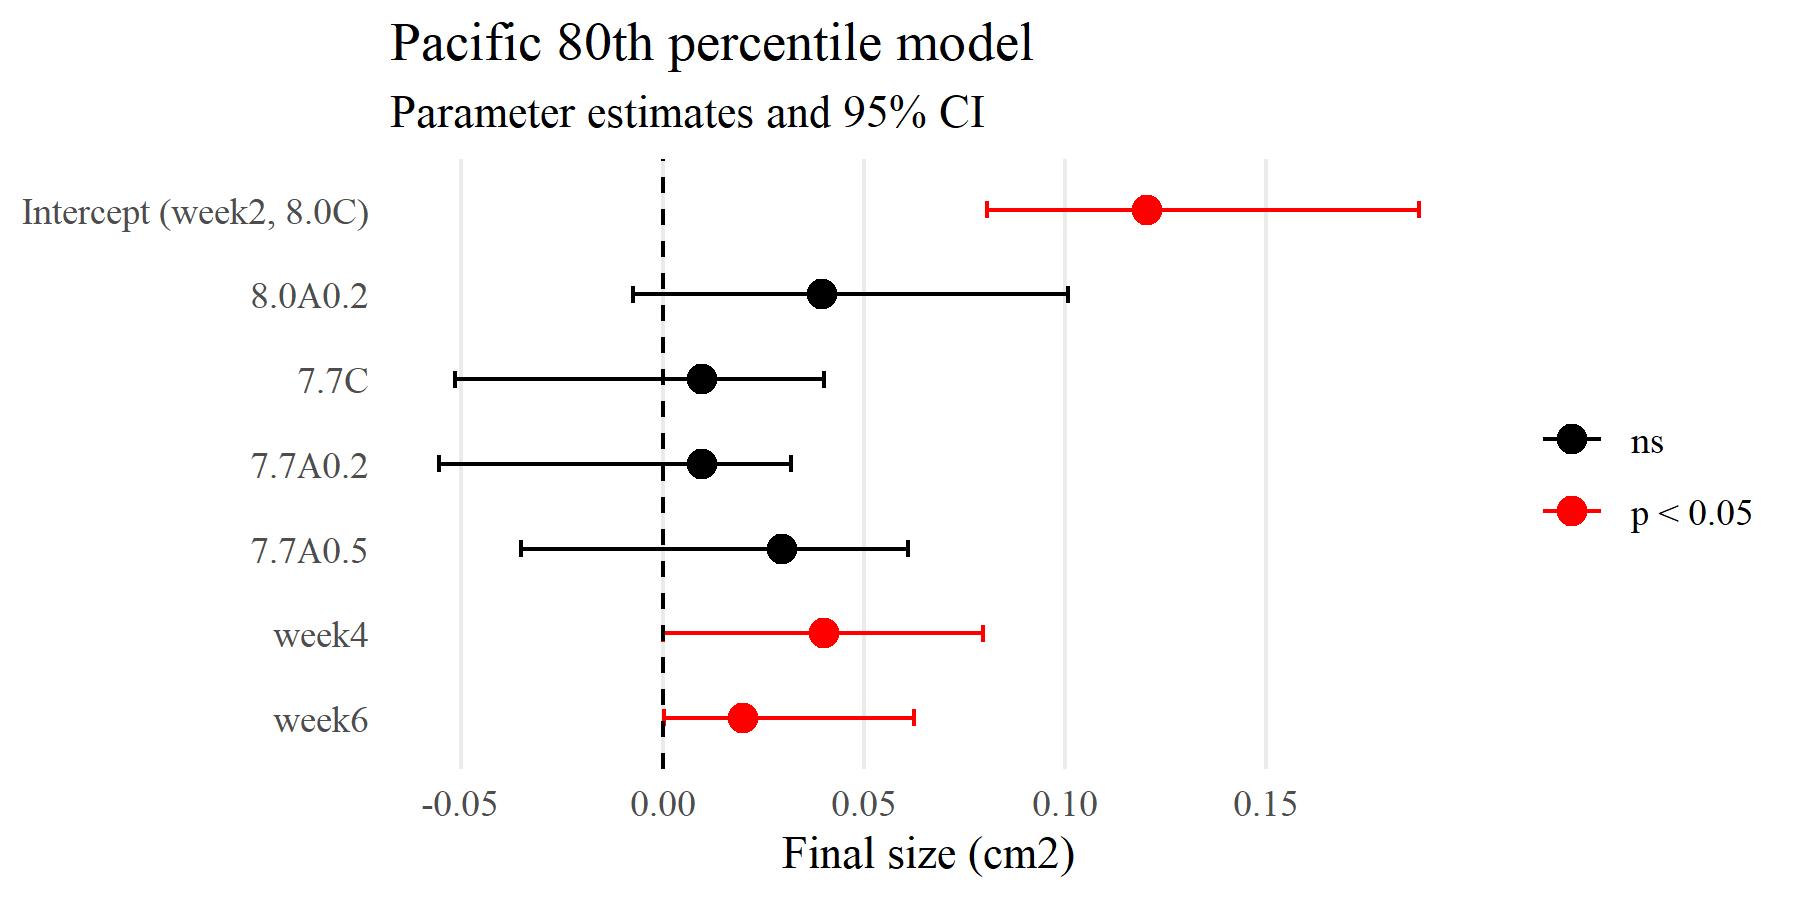 Pacific 80th percentile model
Parameter estimates and 95% CI
Intercept (week2, 8.0C)
8.0A0.2
7.7C
7.7A0.2
7.7A0.5
week4
week6
ns
p < 0.05
-0.05 0.00 0.05 0.10 0.15
Final size (cm2)